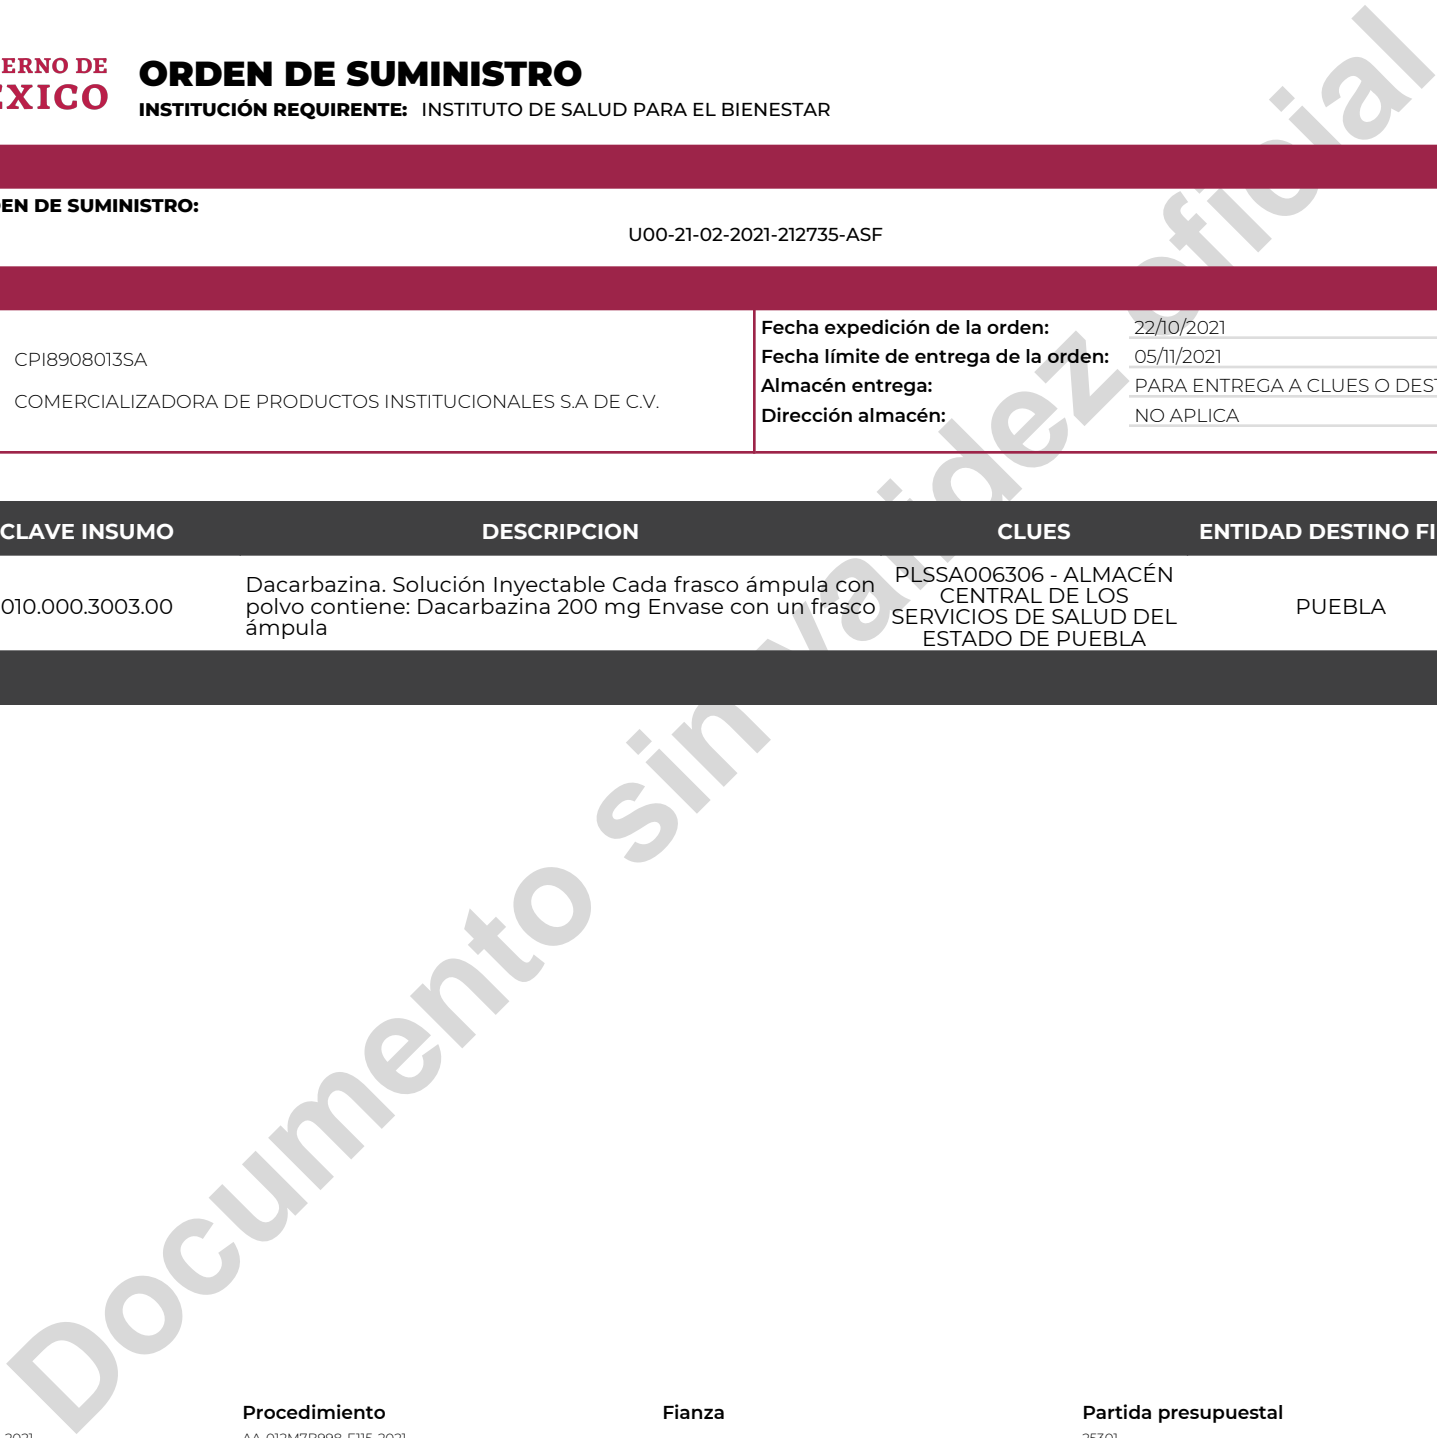 ERNO DE
EXICO
ORDEN DE SUMINISTRO
INSTITUCIÓN REQUIRENTE: INSTITUTO DE SALUD PARA EL BIENESTAR
EN DE SUMINISTRO:
U00-21-02-2021-212735-ASF
CPI8908013SA
COMERCIALIZADORA DE PRODUCTOS INSTITUCIONALES S.A DE C.V.
Fecha expedición de la orden: 22/10/2021
Fecha límite de entrega de la orden: 05/11/2021
Almacén entrega: PARA ENTREGA A CLUES O DEST
Dirección almacén: NO APLICA
CLAVE INSUMO DESCRIPCION CLUES ENTIDAD DESTINO FI
010.000.3003.00
Dacarbazina. Solución Inyectable Cada frasco ámpula con
polvo contiene: Dacarbazina 200 mg Envase con un frasco
ámpula
PLSSA006306 - ALMACÉN
CENTRAL DE LOS
SERVICIOS DE SALUD DEL
ESTADO DE PUEBLA
PUEBLA
Documento sin validez oficial
Procedimiento Fianza Partida presupuestal